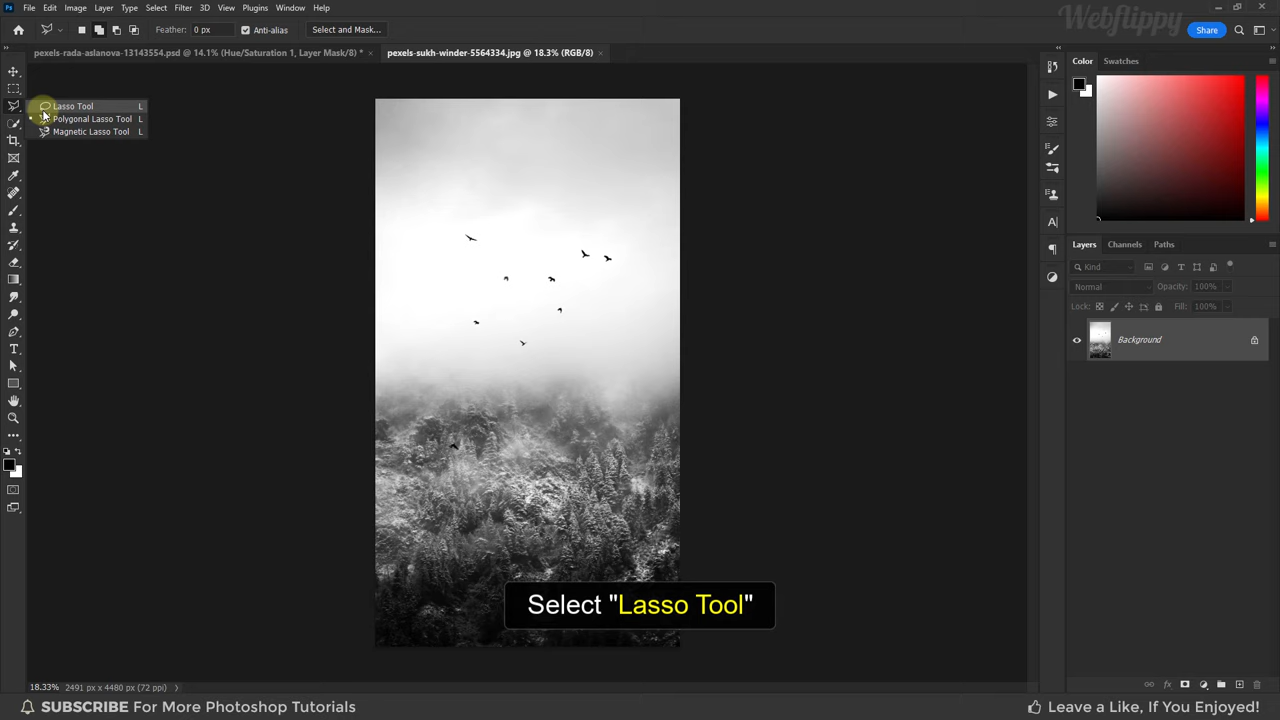 Ps File Edit Image Layer Type Select Filter 3D View Plugins Window Help
Webflippy
Feather: 0 px Anti-alias Select and Mask... Share
pexels-rada-aslanova-13143554.psd @ 14.1% (Hue/Saturation 1, Layer Mask/8) * × pexels-sukh-winder-5564334.jpg @ 18.3% (RGB/8) ×
Color Swatches
Lasso Tool L
Polygonal Lasso Tool L
Magnetic Lasso Tool L
Layers Channels Paths
Kind
Normal Opacity: 100%
Lock: Fill: 100%
Background
Select "Lasso Tool"
18.33% 2491 px x 4480 px (72 ppi)
SUBSCRIBE For More Photoshop Tutorials Leave a Like, If You Enjoyed!